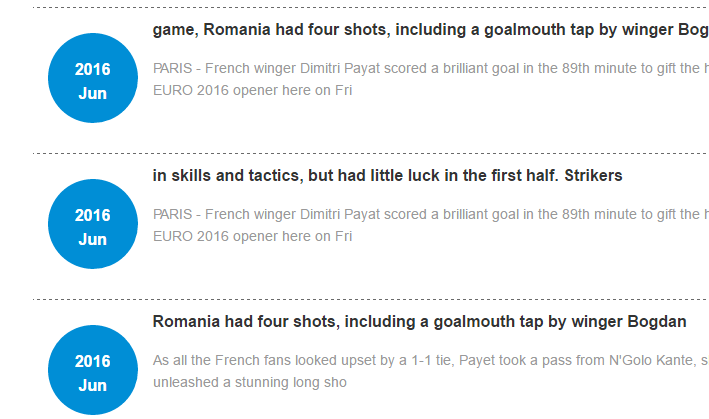 game, Romania had four shots, including a goalmouth tap by winger Bog
2016
Jun
PARIS - French winger Dimitri Payat scored a brilliant goal in the 89th minute to gift the
EURO 2016 opener here on Fri
in skills and tactics, but had little luck in the first half. Strikers
2016
Jun
PARIS - French winger Dimitri Payat scored a brilliant goal in the 89th minute to gift the
EURO 2016 opener here on Fri
Romania had four shots, including a goalmouth tap by winger Bogdan
2016
Jun
As all the French fans looked upset by a 1-1 tie, Payet took a pass from N'Golo Kante, s
unleashed a stunning long sho